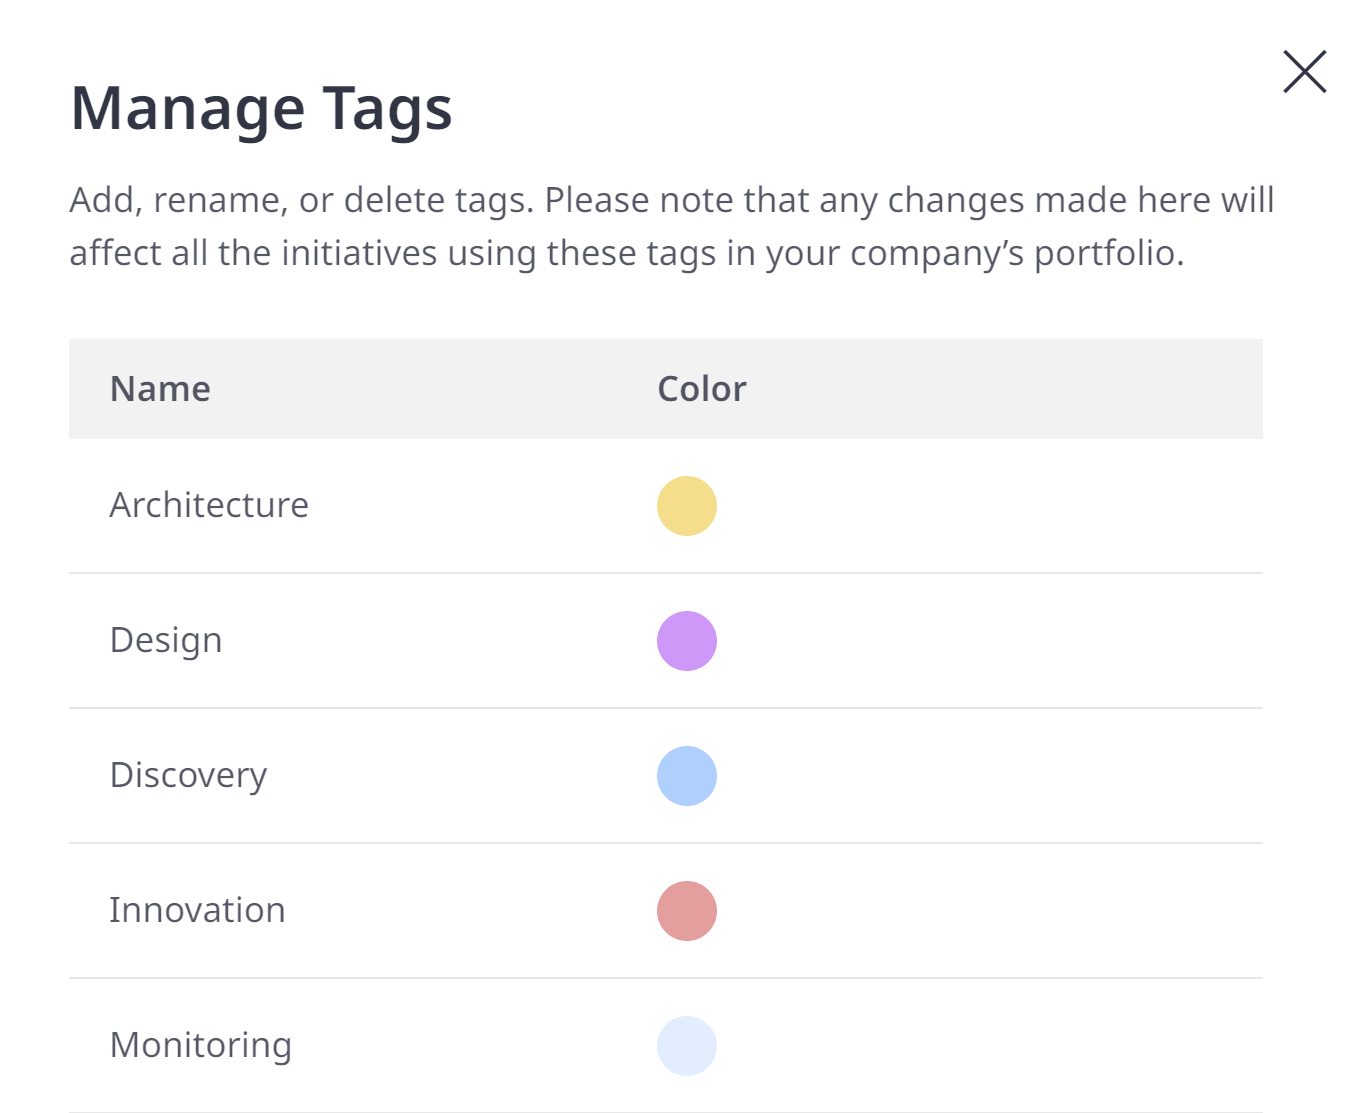 Manage Tags
Add, rename, or delete tags. Please note that any changes made here will
affect all the initiatives using these tags in your company’s portfolio.
Name Color
Architecture
Design
Discovery
Innovation
Monitoring